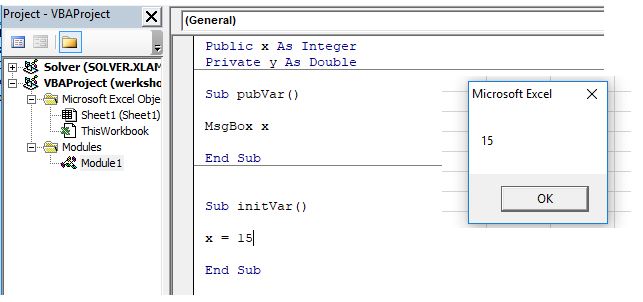 Project - VBAProject
Solver (SOLVER.XLAM
VBAProject (werksho
Microsoft Excel Obje
Sheet1 (Sheet1)
ThisWorkbook
Modules
Module1
(General)
Public x As Integer
Private y As Double
Sub pubVar()
MsgBox x
End Sub
Sub initVar()
x = 15
End Sub
Microsoft Excel
15
OK